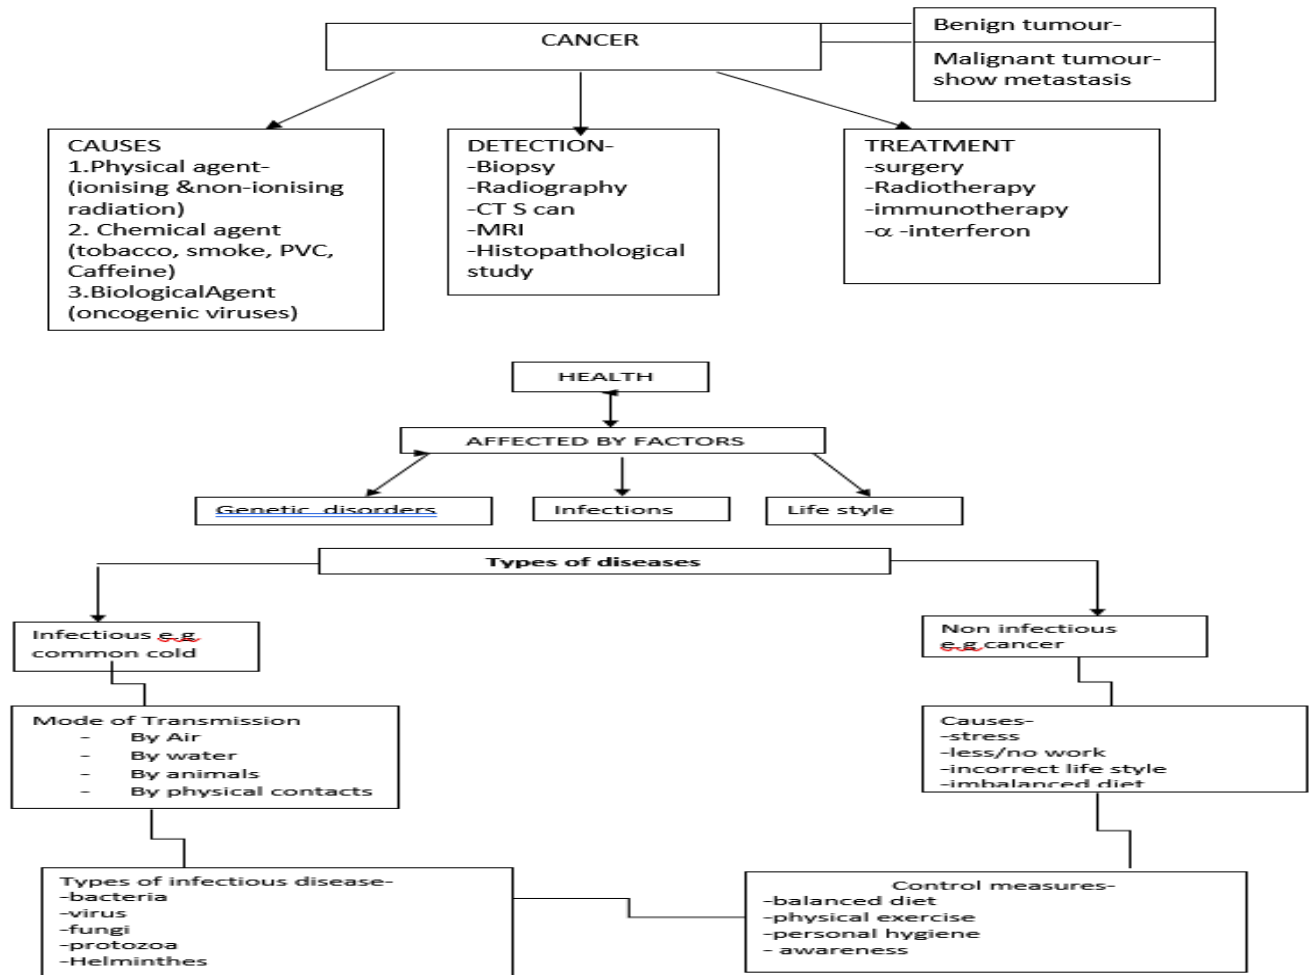 CANCER
Benign tumour-
Malignant tumour-
show metastasis
CAUSES
1.Physical agent-
(ionising &non-ionising
radiation)
2. Chemical agent
(tobacco, smoke, PVC,
Caffeine)
3.BiologicalAgent
(oncogenic viruses)
DETECTION-
-Biopsy
-Radiography
-CT S can
-MRI
-Histopathological
study
TREATMENT
-surgery
-Radiotherapy
-immunotherapy
-α -interferon
HEALTH
AFFECTED BY FACTORS
Genetic disorders
Infections
Life style
Types of diseases
Infectious e.g
common cold
Non infectious
e.g.cancer
Mode of Transmission
- By Air
- By water
- By animals
- By physical contacts
Causes-
-stress
-less/no work
-incorrect life style
-imbalanced diet
Types of infectious disease-
-bacteria
-virus
-fungi
-protozoa
-Helminthes
Control measures-
-balanced diet
-physical exercise
-personal hygiene
- awareness